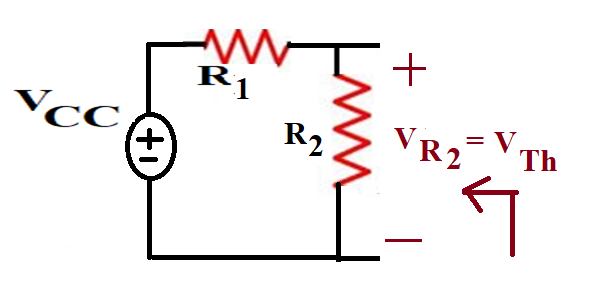 VCC
R1
R2
+
VR2 = VTh
−